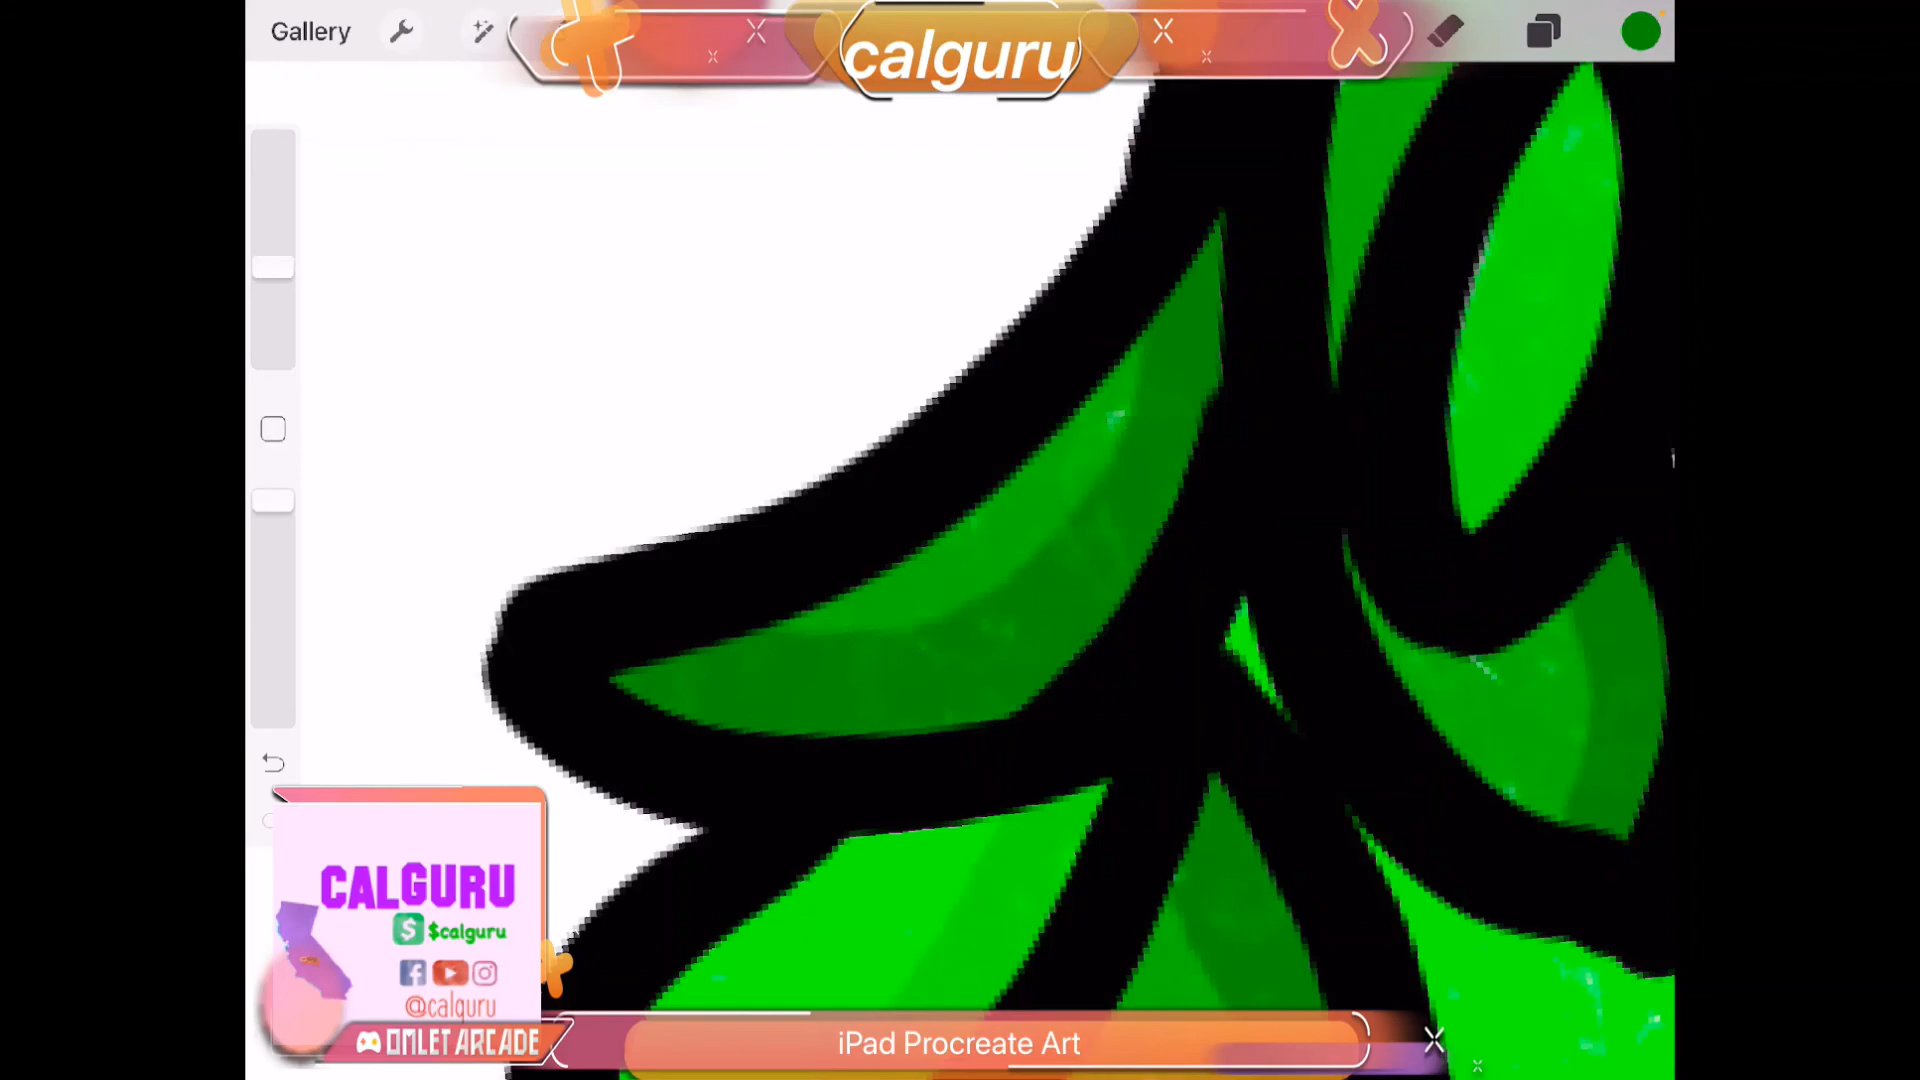 Gallery
calguru
CALGURU
$ $calguru
@calguru
OMLET ARCADE
iPad Procreate Art